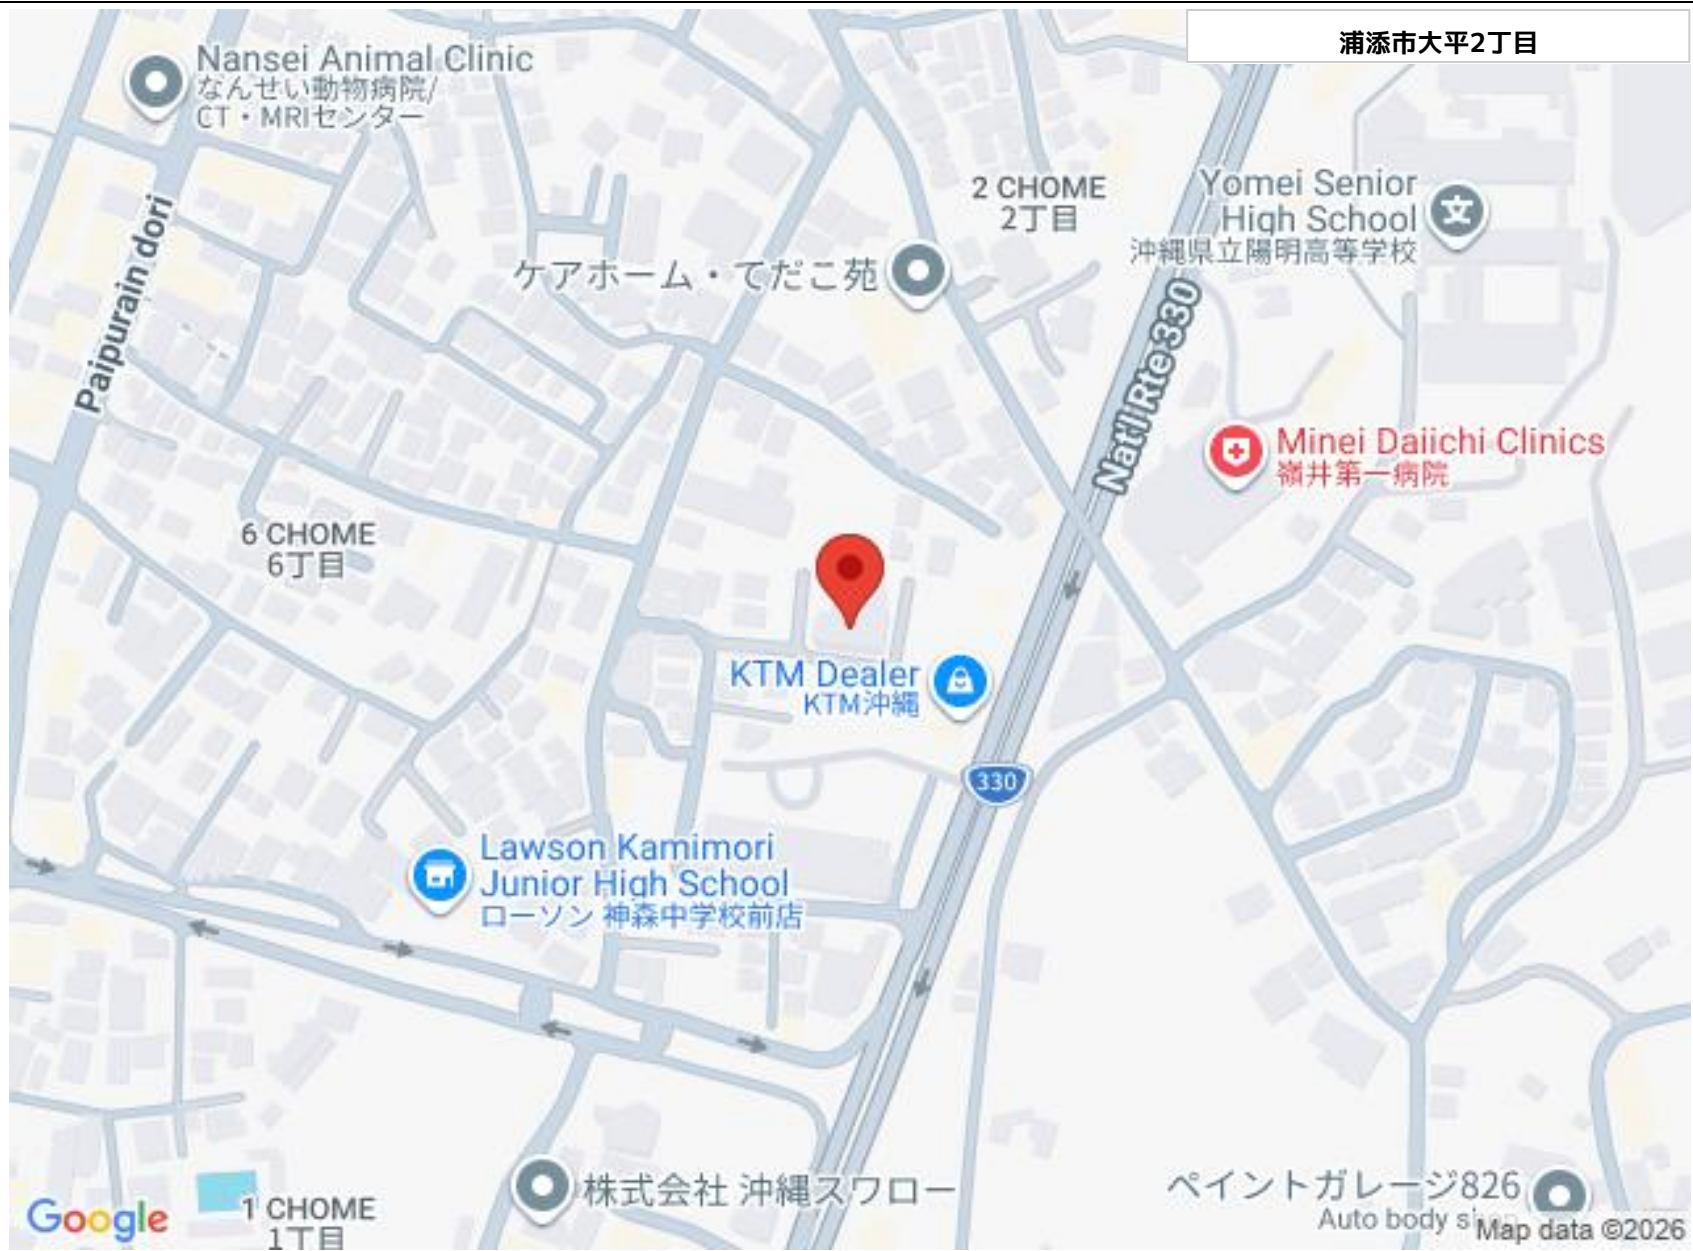 浦添市大平2丁目
Nansei Animal Clinic
なんせい動物病院/
CT・MRIセンター
2 CHOME
2丁目
Yomei Senior
High School
沖縄県立陽明高等学校
Paipurain dori
ケアホーム・てだこ苑
Nat'l Rte 330
Minei Daiichi Clinics
嶺井第一病院
6 CHOME
6丁目
KTM Dealer
KTM沖縄
330
Lawson Kamimori
Junior High School
ローソン 神森中学校前店
株式会社 沖縄スワロー
ペイントガレージ826
Auto body
1 CHOME
1丁目
Google
Map data ©2026